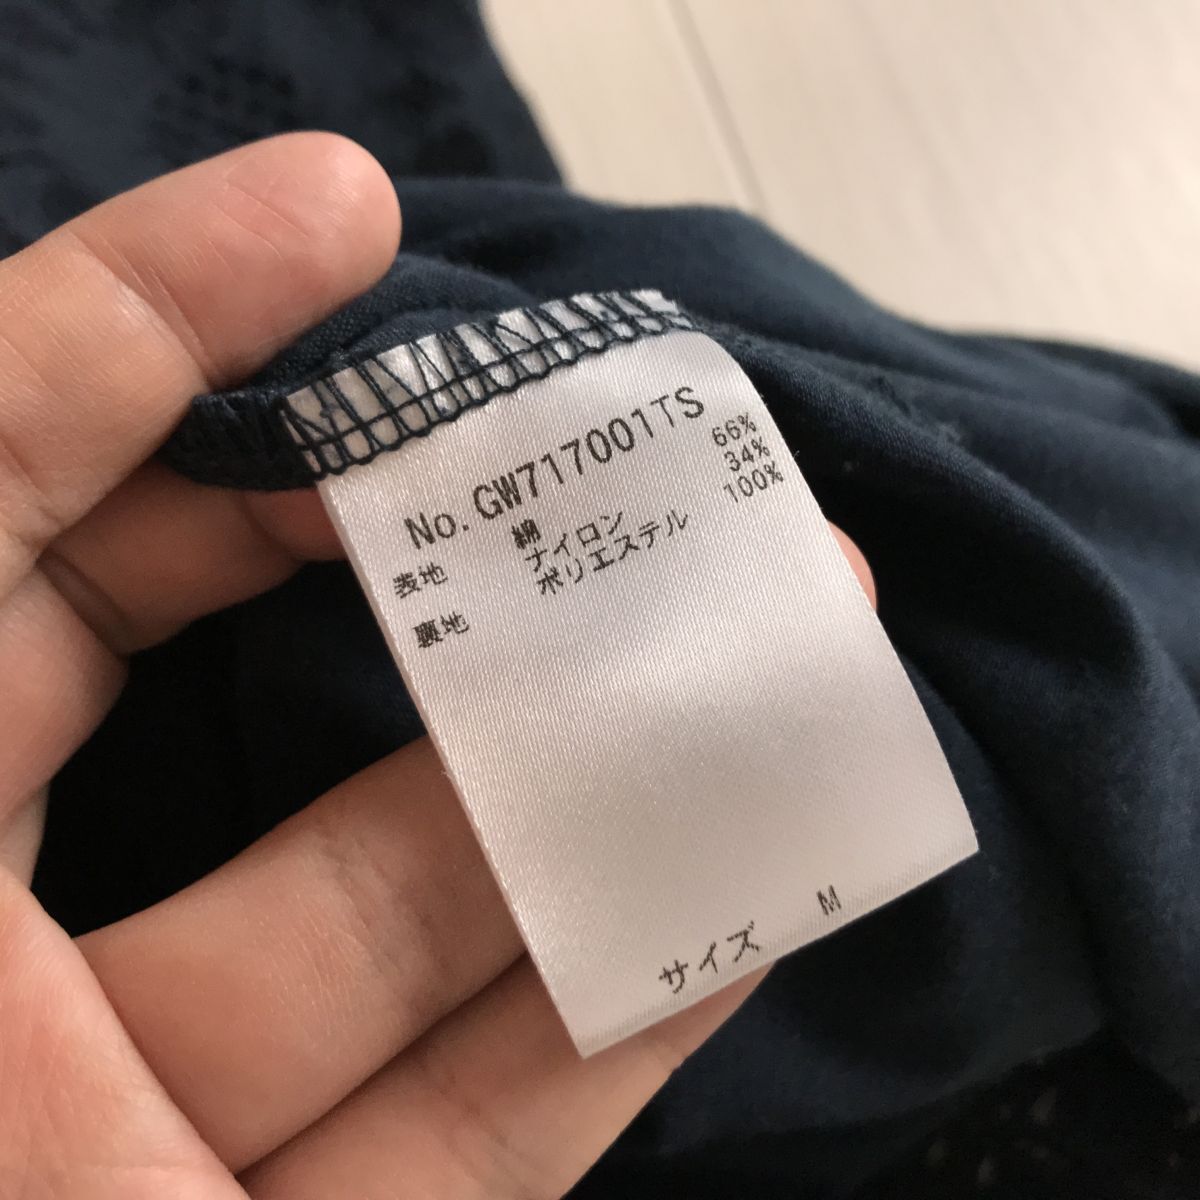 No.GW717001TS
表地 綿 66%
ナイロン 34%
裏地 ポリエステル 100%
サイズ M